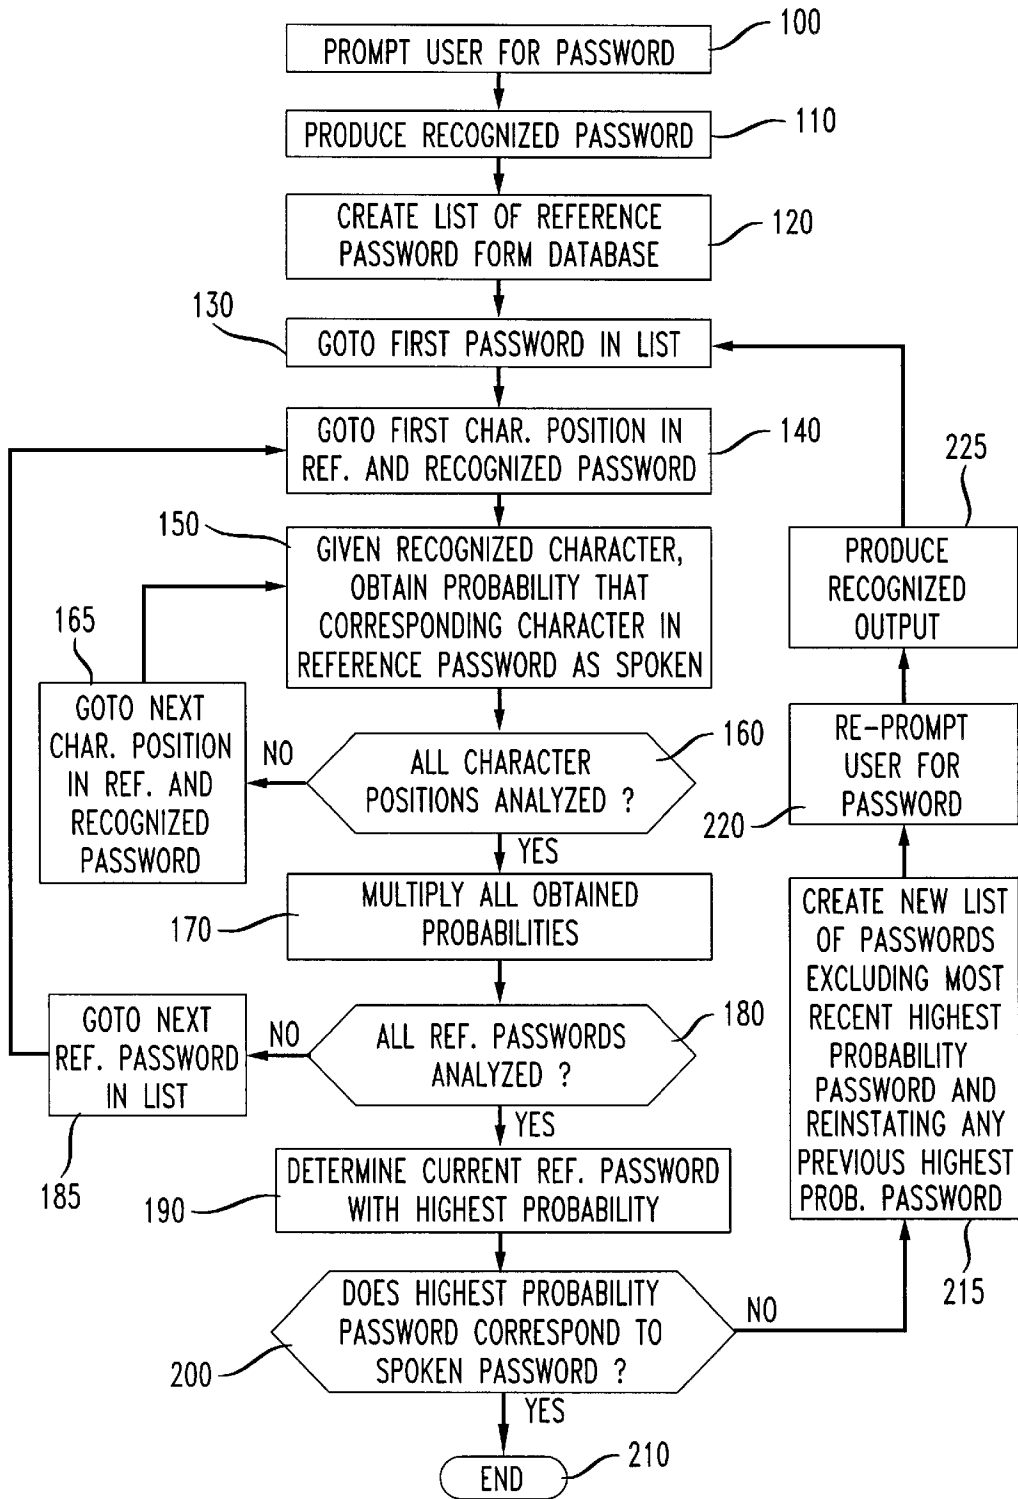 100
PROMPT USER FOR PASSWORD
PRODUCE RECOGNIZED PASSWORD
110
CREATE LIST OF REFERENCE
PASSWORD FORM DATABASE
120
130
GOTO FIRST PASSWORD IN LIST
GOTO FIRST CHAR. POSITION IN
REF. AND RECOGNIZED PASSWORD
140
150
GIVEN RECOGNIZED CHARACTER,
OBTAIN PROBABILITY THAT
CORRESPONDING CHARACTER IN
REFERENCE PASSWORD AS SPOKEN
165
GOTO NEXT
CHAR. POSITION
IN REF. AND
RECOGNIZED
PASSWORD
NO
ALL CHARACTER
POSITIONS ANALYZED ?
160
YES
MULTIPLY ALL OBTAINED
PROBABILITIES
170
ALL REF. PASSWORDS
ANALYZED ?
180
NO
GOTO NEXT
REF. PASSWORD
IN LIST
185
YES
DETERMINE CURRENT REF. PASSWORD
WITH HIGHEST PROBABILITY
190
DOES HIGHEST PROBABILITY
PASSWORD CORRESPOND TO
SPOKEN PASSWORD ?
200
NO
YES
END
210
CREATE NEW LIST
OF PASSWORDS
EXCLUDING MOST
RECENT HIGHEST
PROBABILITY
PASSWORD AND
REINSTATING ANY
PREVIOUS HIGHEST
PROB. PASSWORD
215
RE-PROMPT
USER FOR
PASSWORD
220
PRODUCE
RECOGNIZED
OUTPUT
225